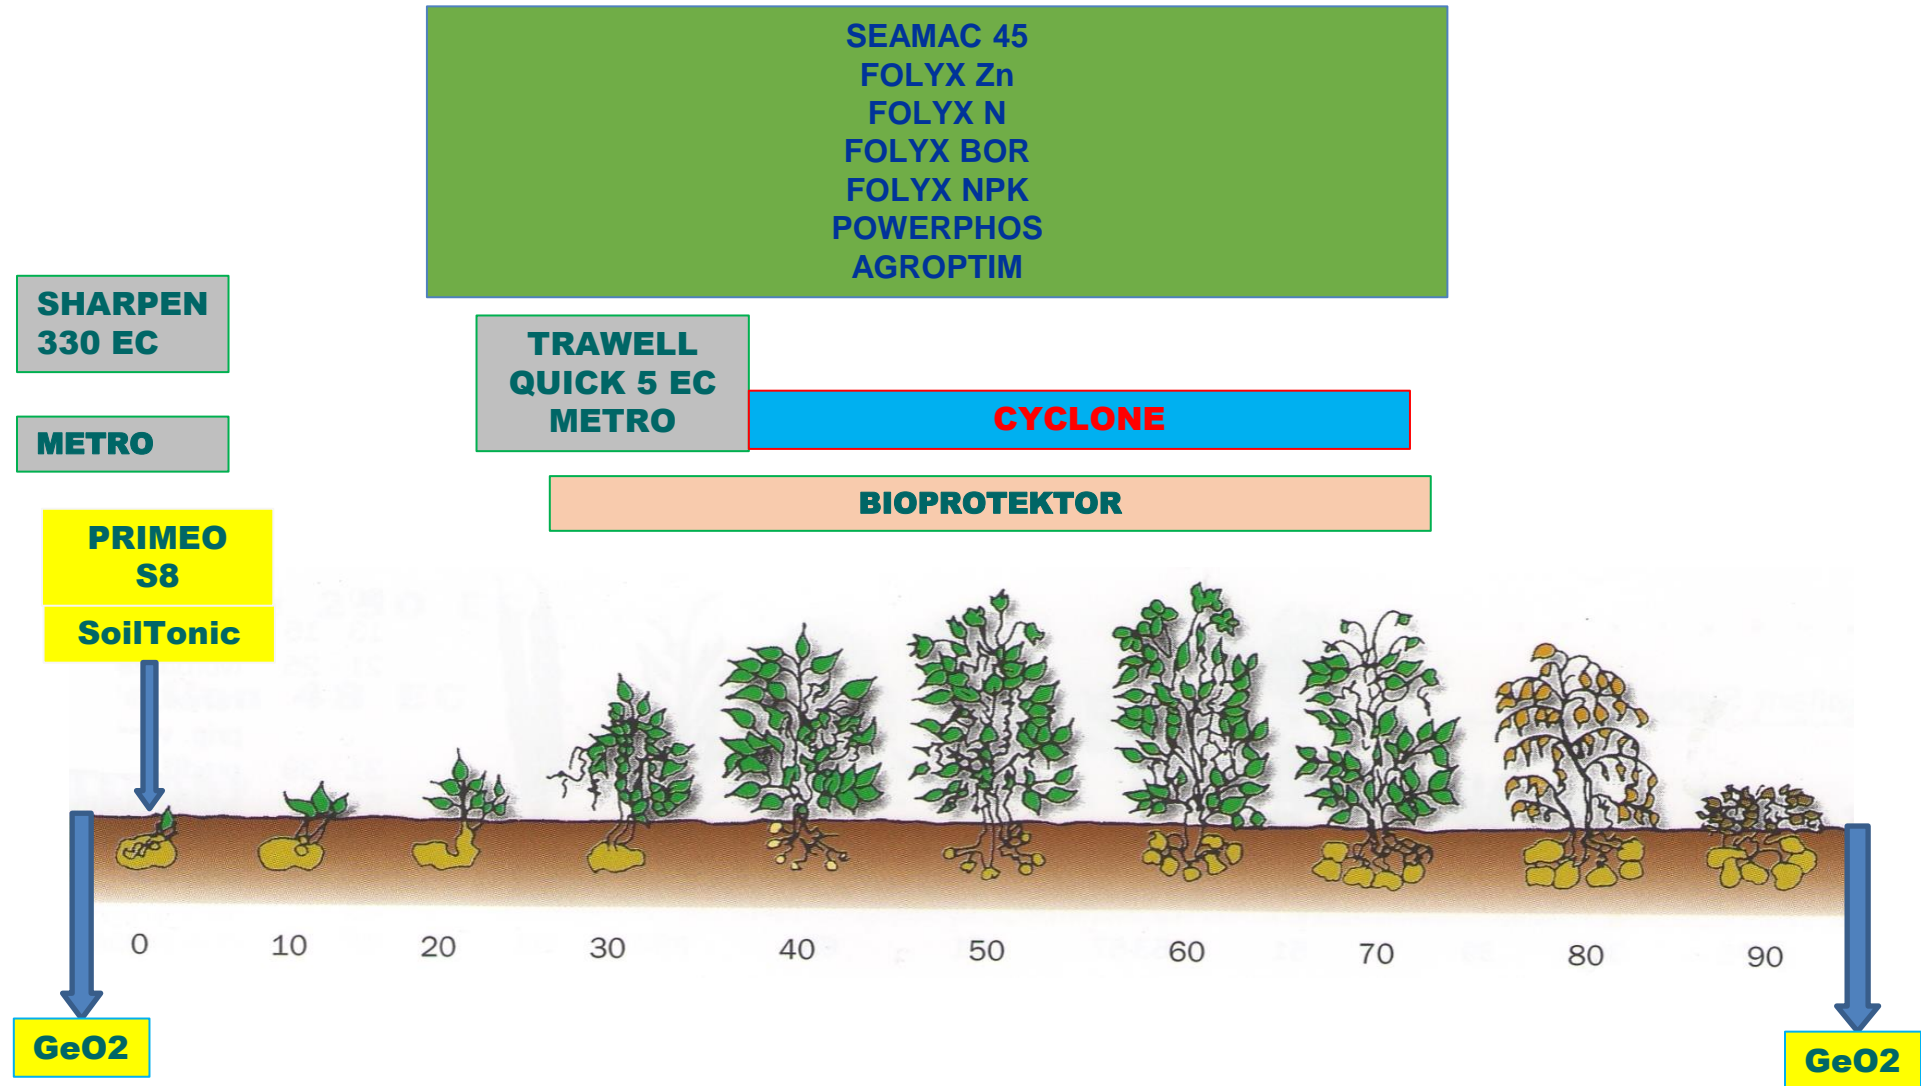 SEAMAC 45
FOLYX Zn
FOLYX N
FOLYX BOR
FOLYX NPK
POWERPHOS
AGROPTIM
SHARPEN
330 EC
METRO
TRAWELL
QUICK 5 EC
METRO
CYCLONE
BIOPROTEKTOR
PRIMEO
S8
SoilTonic
0 10 20 30 40 50 60 70 80 90
GeO2
GeO2